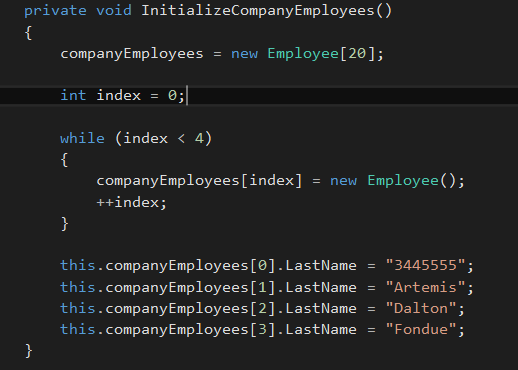 private void InitializeCompanyEmployees()
{
    companyEmployees = new Employee[20];
    int index = 0;
    while (index < 4)
    {
        companyEmployees[index] = new Employee();
        ++index;
    }
    this.companyEmployees[0].LastName = "3445555";
    this.companyEmployees[1].LastName = "Artemis";
    this.companyEmployees[2].LastName = "Dalton";
    this.companyEmployees[3].LastName = "Fondue";
}